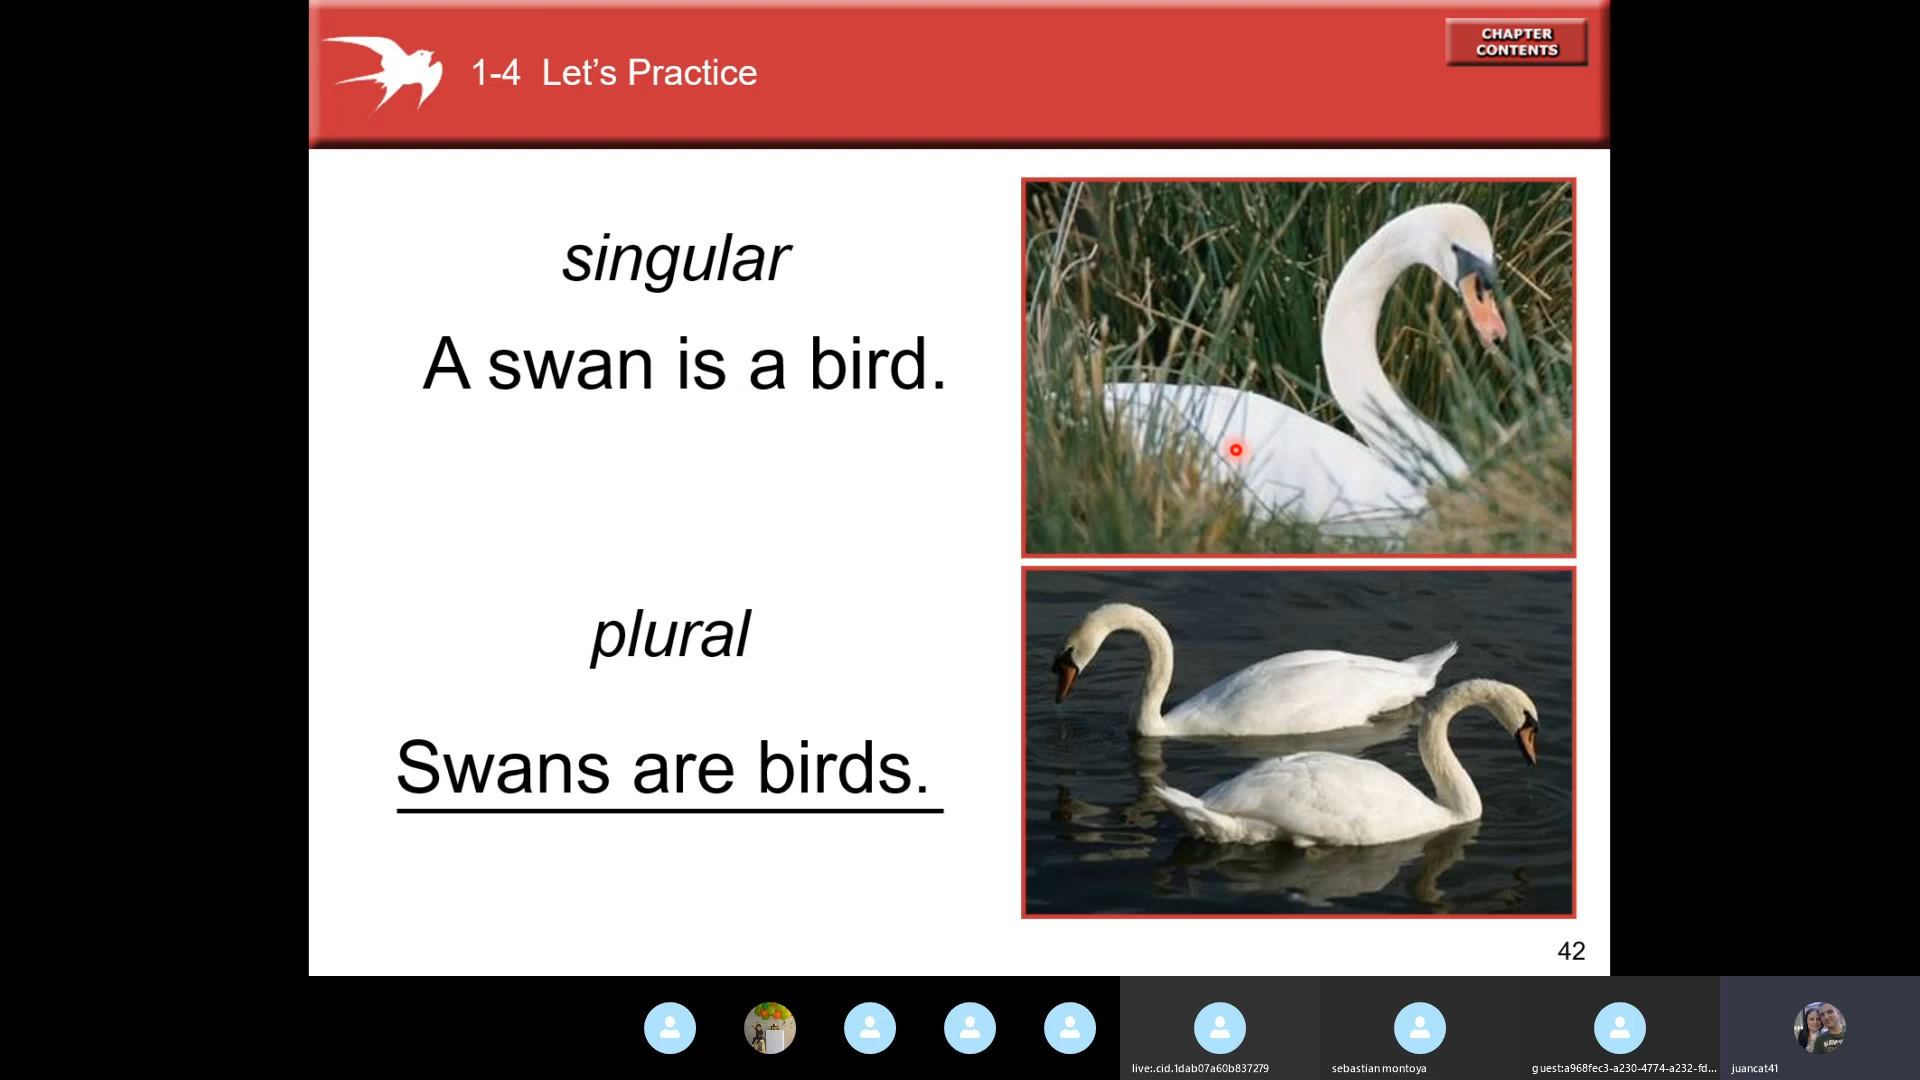 1-4 Let’s Practice
CHAPTER
CONTENTS
singular
A swan is a bird.
plural
Swans are birds.
42
live:.cid.1dab07a60b837279
sebastian montoya
guest:a968fec3-a230-4774-a232-fd...
juancat41